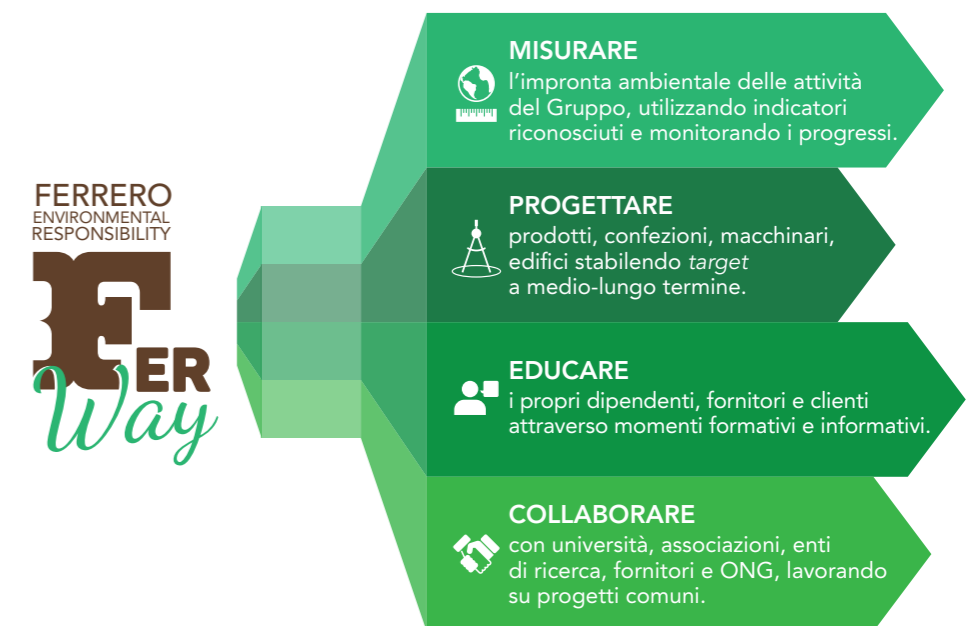 FERRERO
ENVIRONMENTAL
RESPONSIBILITY
FER
Way
MISURARE
l'impronta ambientale delle attività
del Gruppo, utilizzando indicatori
riconosciuti e monitorando i progressi.
PROGETTARE
prodotti, confezioni, macchinari,
edifici stabilendo target
a medio-lungo termine.
EDUCARE
i propri dipendenti, fornitori e clienti
attraverso momenti formativi e informativi.
COLLABORARE
con università, associazioni, enti
di ricerca, fornitori e ONG, lavorando
su progetti comuni.